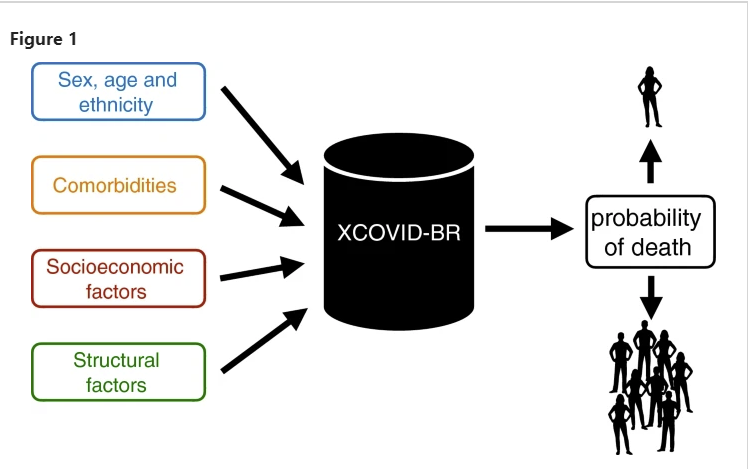 Figure 1
Sex, age and
ethnicity
Comorbidities
Socioeconomic
factors
Structural
factors
XCOVID-BR
probability
of death